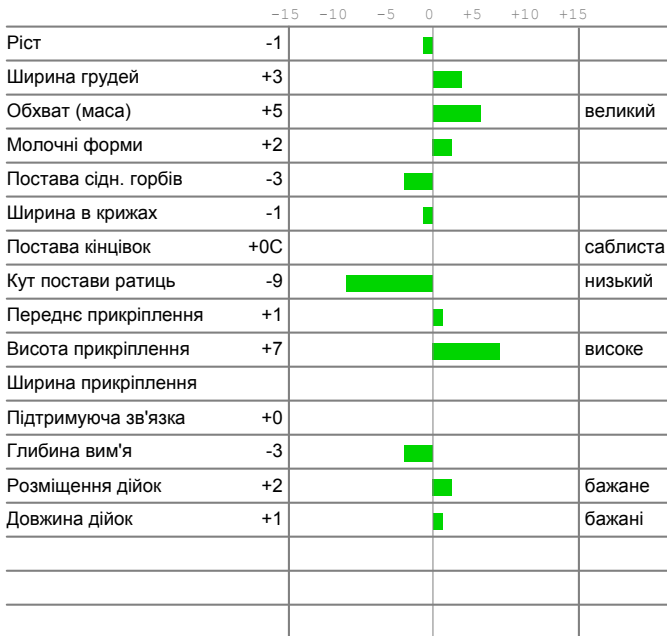 -15 -10 -5 0 +5 +10 +15
Ріст -1
Ширина грудей +3
Обхват (маса) +5 великий
Молочні форми +2
Постава сідн. горбів -3
Ширина в крижах -1
Постава кінцівок +0С саблиста
Кут постави ратиць -9 низький
Переднє прикріплення +1
Висота прикріплення +7 високе
Ширина прикріплення
Підтримуюча зв'язка +0
Глибина вим'я -3
Розміщення дійок +2 бажане
Довжина дійок +1 бажані